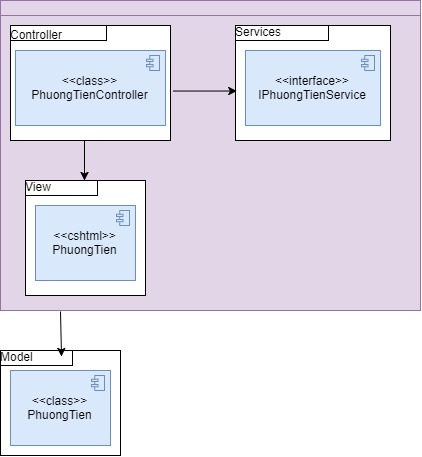 Controller
<<class>>
PhuongTienController
Services
<<interface>>
IPhuongTienService
View
<<cshtml>>
PhuongTien
Model
<<class>>
PhuongTien